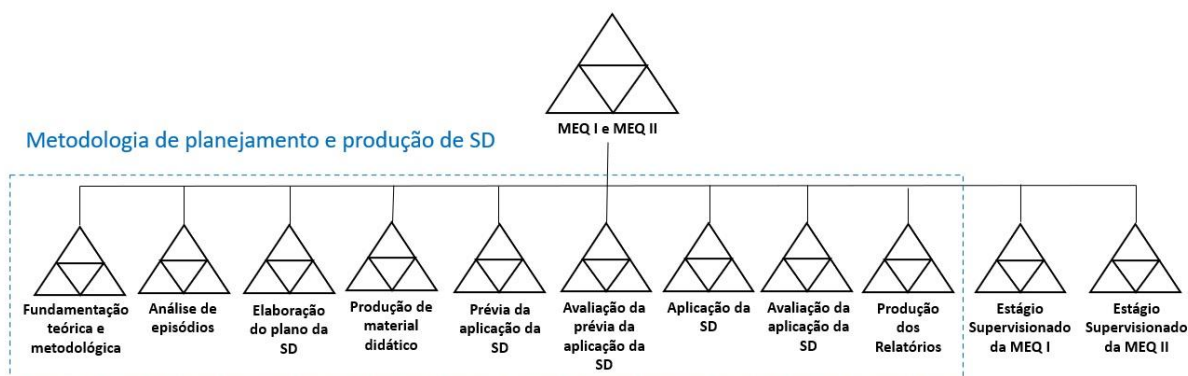 MEQ I e MEQ II
Metodologia de planejamento e produção de SD
Fundamentação
teórica e
metodológica
Análise de
episódios
Elaboração
do plano da
SD
Produção de
material
didático
Prévia da
aplicação da
SD
Avaliação da
prévia da
aplicação da
SD
Aplicação da
SD
Avaliação da
aplicação da
SD
Produção
dos
Relatórios
Estágio
Supervisionado
da MEQ I
Estágio
Supervisionado
da MEQ II